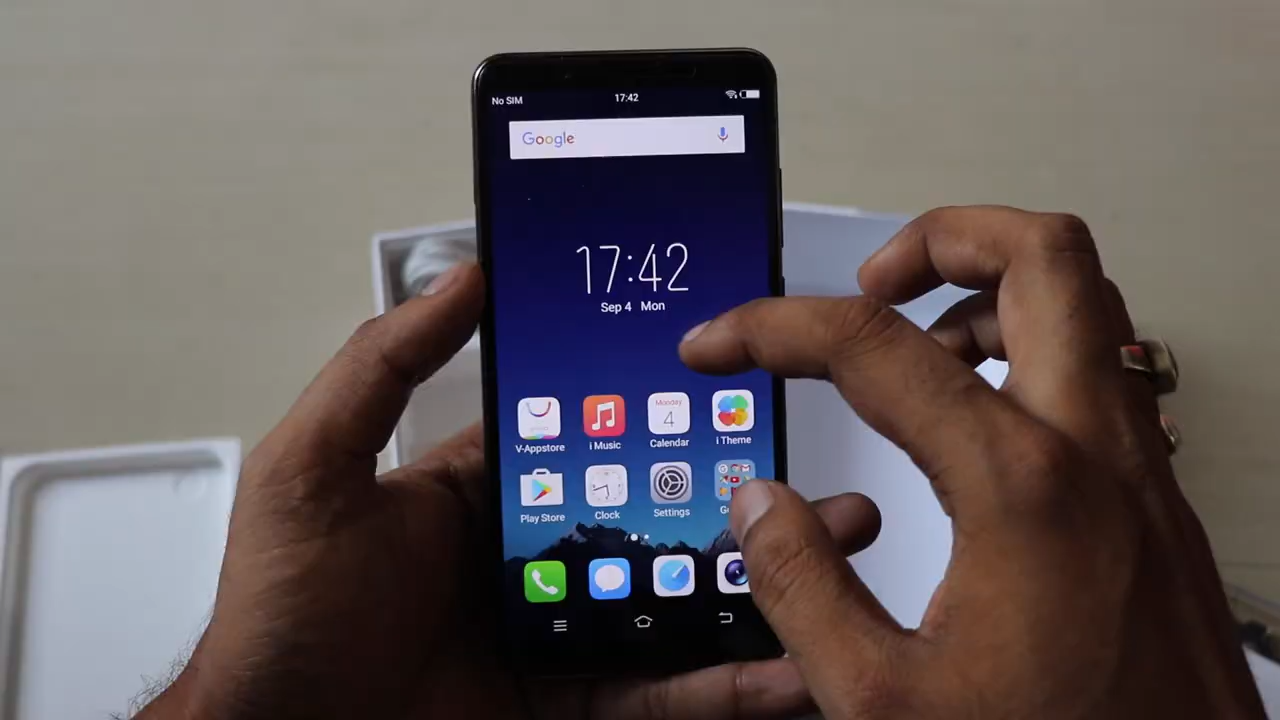 No SIM 17:42
Google
17:42
Sep 4 Mon
Monday
4
V-Appstore i Music Calendar i Theme
Play Store Clock Settings